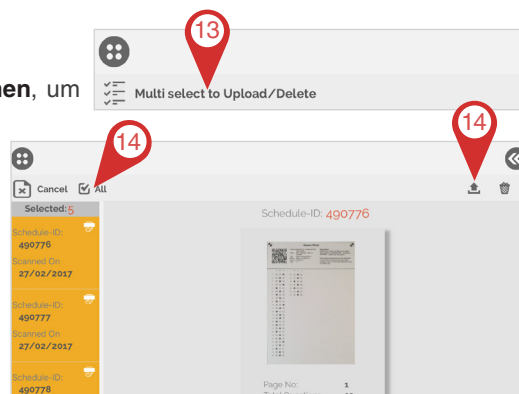 13
hen, um
Multi select to Upload/Delete
14
14
Cancel All
Selected: 5
Schedule-ID: 490776
Schedule-ID:
490776
Scanned On
27/02/2017
Schedule-ID:
490777
Scanned On
27/02/2017
Schedule-ID:
490778
Page No: 1